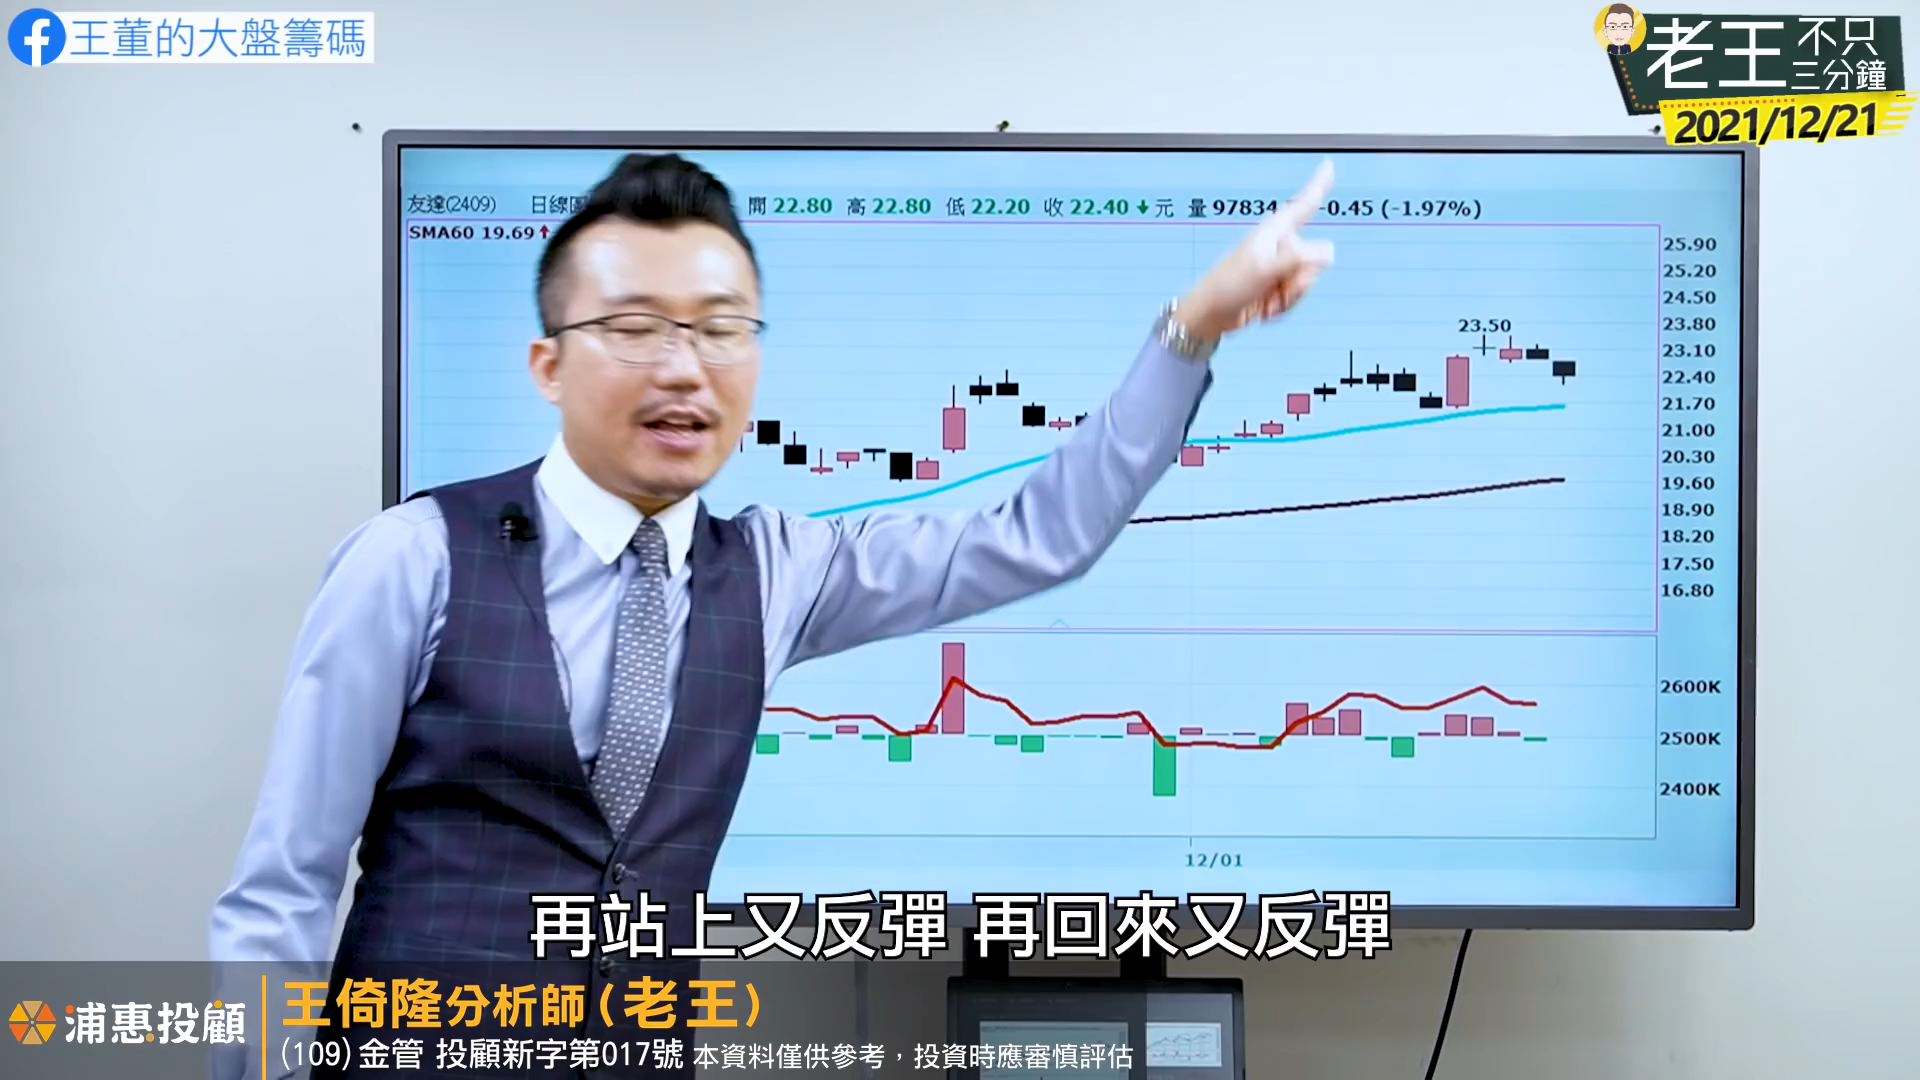 王董的大盤籌碼
老王不只三分鐘
2021/12/21
友達(2409) 日線圖 開 22.80 高 22.80 低 22.20 收 22.40↓元 量 97834 -0.45 (-1.97%)
SMA60 19.69↑
25.90
25.20
24.50
23.80
23.50
23.10
22.40
21.70
21.00
20.30
19.60
18.90
18.20
17.50
16.80
2600K
2500K
2400K
12/01
再站上又反彈 再回來又反彈
浦惠投顧
王倚隆分析師(老王)
(109) 金管 投顧新字第017號 本資料僅供參考,投資時應審慎評估